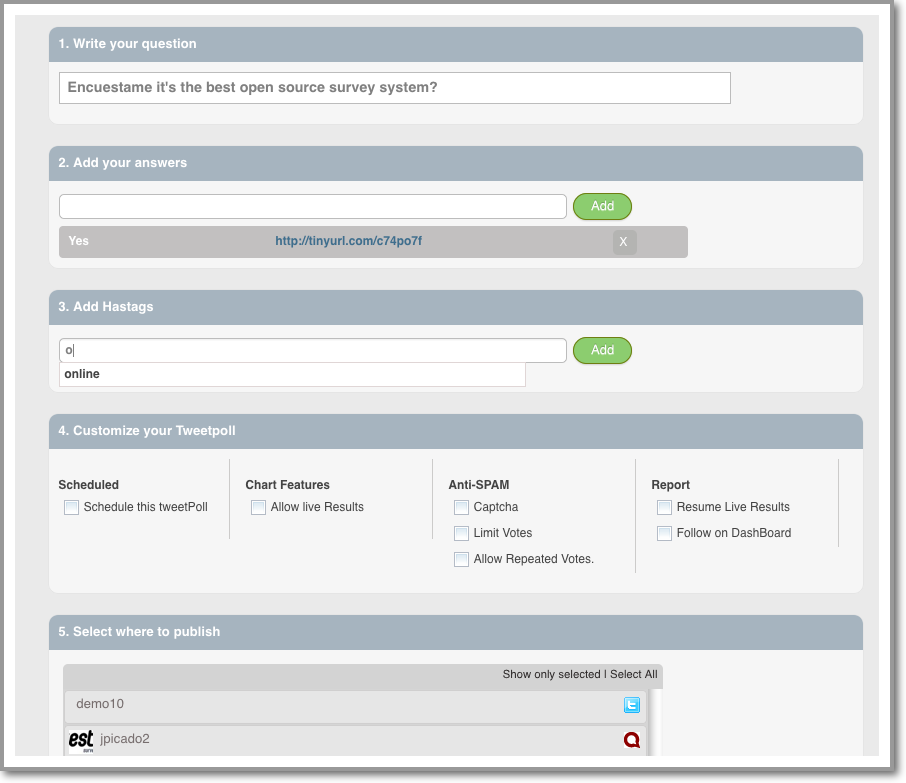 1. Write your question
Encuestame it's the best open source survey system?
2. Add your answers
Add
Yes http://tinyurl.com/c74po7f X
3. Add Hastags
o Add
online
4. Customize your Tweetpoll
Scheduled Chart Features Anti-SPAM Report
Schedule this tweetPoll Allow live Results Captcha Resume Live Results
Limit Votes Follow on DashBoard
Allow Repeated Votes.
5. Select where to publish
Show only selected | Select All
demo10
est jpicado2